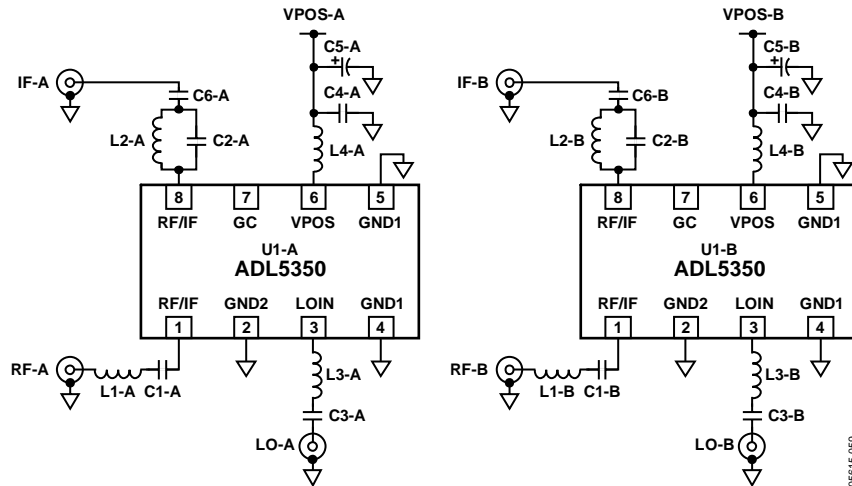 VPOS-A
C5-A
+
IF-A
C6-A
C4-A
L2-A
C2-A
L4-A
8 7 6 5
RF/IF GC VPOS GND1
U1-A
ADL5350
RF/IF GND2 LOIN GND1
1 2 3 4
RF-A
L1-A
C1-A
L3-A
C3-A
LO-A
VPOS-B
C5-B
+
IF-B
C6-B
C4-B
L2-B
C2-B
L4-B
8 7 6 5
RF/IF GC VPOS GND1
U1-B
ADL5350
RF/IF GND2 LOIN GND1
1 2 3 4
RF-B
L1-B
C1-B
L3-B
C3-B
LO-B
05615-059